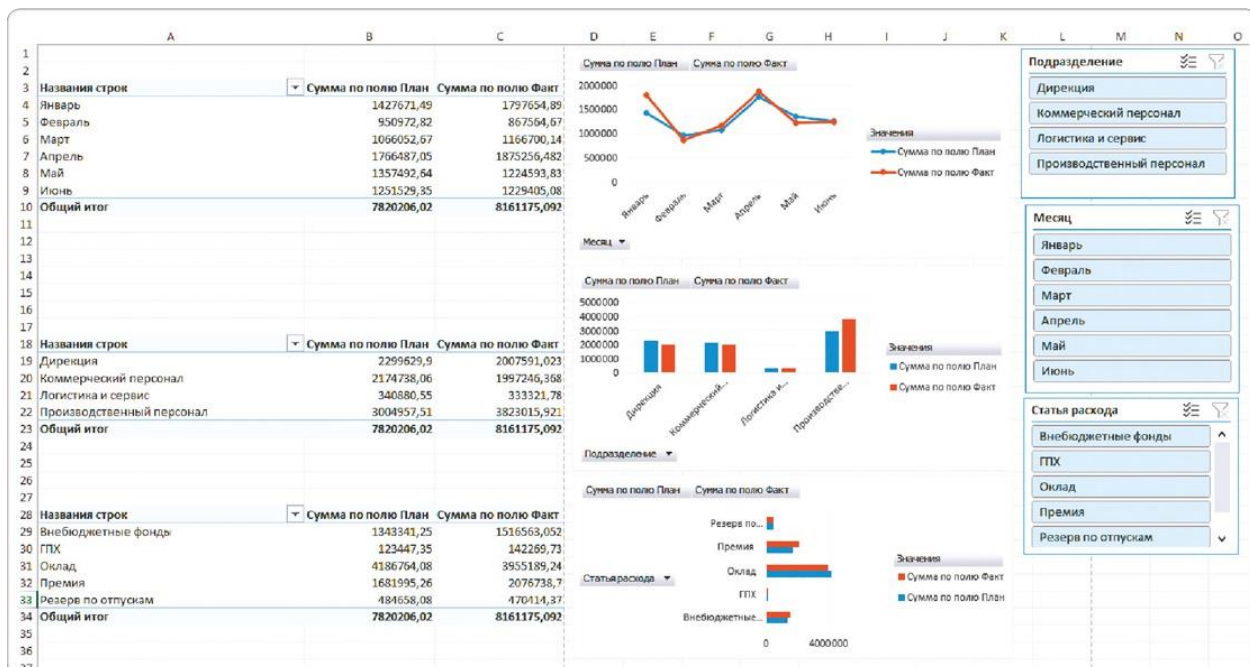 A B C D E F G H I J K L M N O
1
2
3 Названия строк Сумма по полю План Сумма по полю Факт
4 Январь 1427671,49 1797654,89
5 Февраль 950972,82 867564,67
6 Март 1066052,67 1166700,14
7 Апрель 1766487,05 1875256,482
8 Май 1357492,64 1224593,83
9 Июнь 1251529,35 1229405,08
10 Общий итог 7820206,02 8161175,092
11
12
13
14
15
16
17
18 Названия строк Сумма по полю План Сумма по полю Факт
19 Дирекция 2299629,9 2007591,023
20 Коммерческий персонал 2174738,06 1997246,368
21 Логистика и сервис 340880,55 333321,78
22 Производственный персонал 3004957,51 3823015,921
23 Общий итог 7820206,02 8161175,092
24
25
26
27
28 Названия строк Сумма по полю План Сумма по полю Факт
29 Внебюджетные фонды 1343341,25 1516563,052
30 ГПХ 123447,35 142269,73
31 Оклад 4186764,08 3955189,24
32 Премия 1681995,26 2076738,7
33 Резерв по отпускам 484658,08 470414,37
34 Общий итог 7820206,02 8161175,092
35
36
Сумма по полю План Сумма по полю Факт
2000000
1500000
1000000
500000
0
Январь Февраль Март Апрель Май Июнь
Значения
Сумма по полю План
Сумма по полю Факт
Месяц
Сумма по полю План Сумма по полю Факт
5000000
4000000
3000000
2000000
1000000
0
Дирекция Коммерческий... Логистика и... Производстве...
Значения
Сумма по полю План
Сумма по полю Факт
Подразделение
Сумма по полю План Сумма по полю Факт
Резерв по...
Премия
Оклад
ГПХ
Внебюджетные...
0 4000000
Статья расхода
Значения
Сумма по полю Факт
Сумма по полю План
Подразделение
Дирекция
Коммерческий персонал
Логистика и сервис
Производственный персонал
Месяц
Январь
Февраль
Март
Апрель
Май
Июнь
Статья расхода
Внебюджетные фонды
ГПХ
Оклад
Премия
Резерв по отпускам